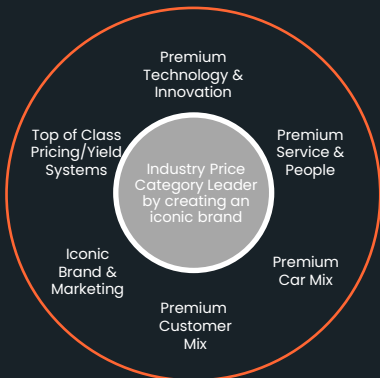 Premium
Technology &
Innovation
Top of Class
Pricing/Yield
Systems
Premium
Service &
People
Industry Price
Category Leader
by creating an
iconic brand
Iconic
Brand &
Marketing
Premium
Car Mix
Premium
Customer
Mix